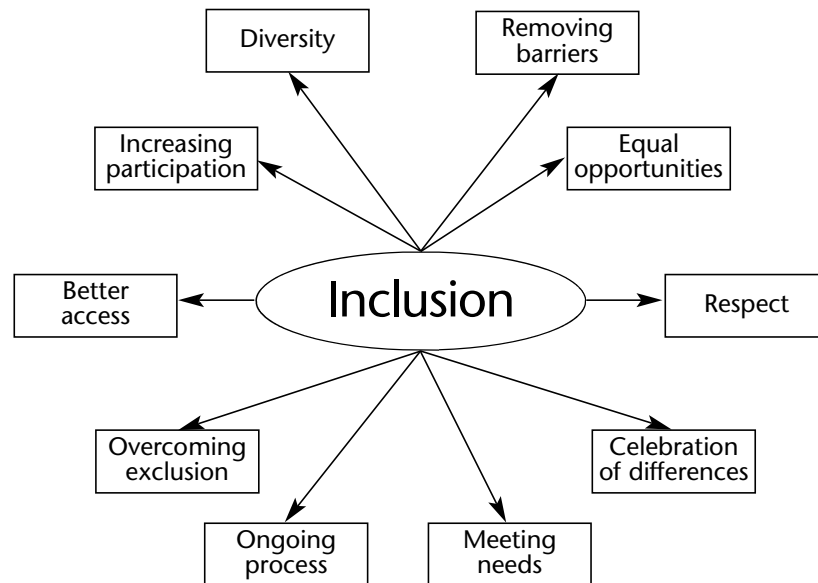 Diversity
Removing
barriers
Increasing
participation
Equal
opportunities
Better
access
Inclusion
Respect
Overcoming
exclusion
Celebration
of differences
Ongoing
process
Meeting
needs